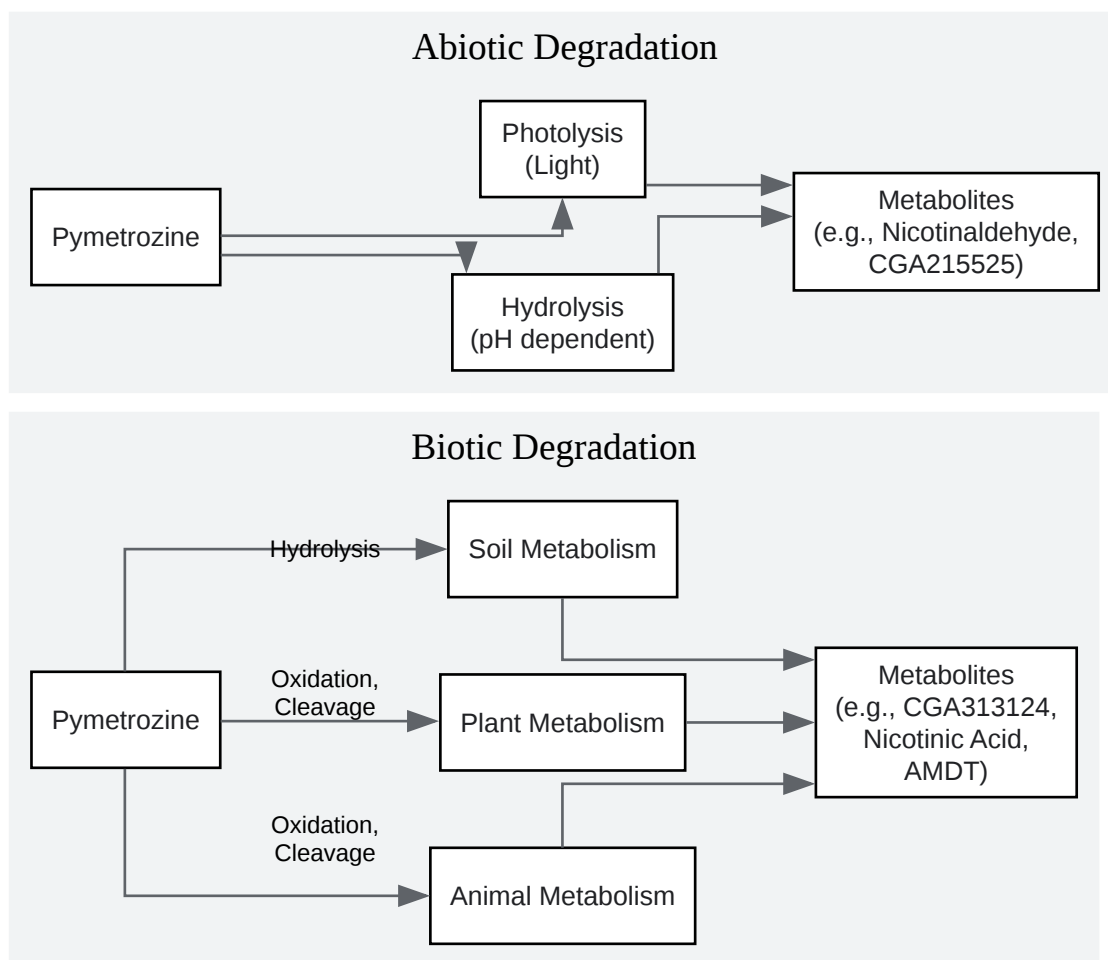 Abiotic Degradation
Photolysis
(Light)
Pymetrozine
Hydrolysis
(pH dependent)
Metabolites
(e.g., Nicotinaldehyde,
CGA215525)
Biotic Degradation
Pymetrozine
Hydrolysis
Soil Metabolism
Oxidation,
Cleavage
Plant Metabolism
Oxidation,
Cleavage
Animal Metabolism
Metabolites
(e.g., CGA313124,
Nicotinic Acid,
AMDT)